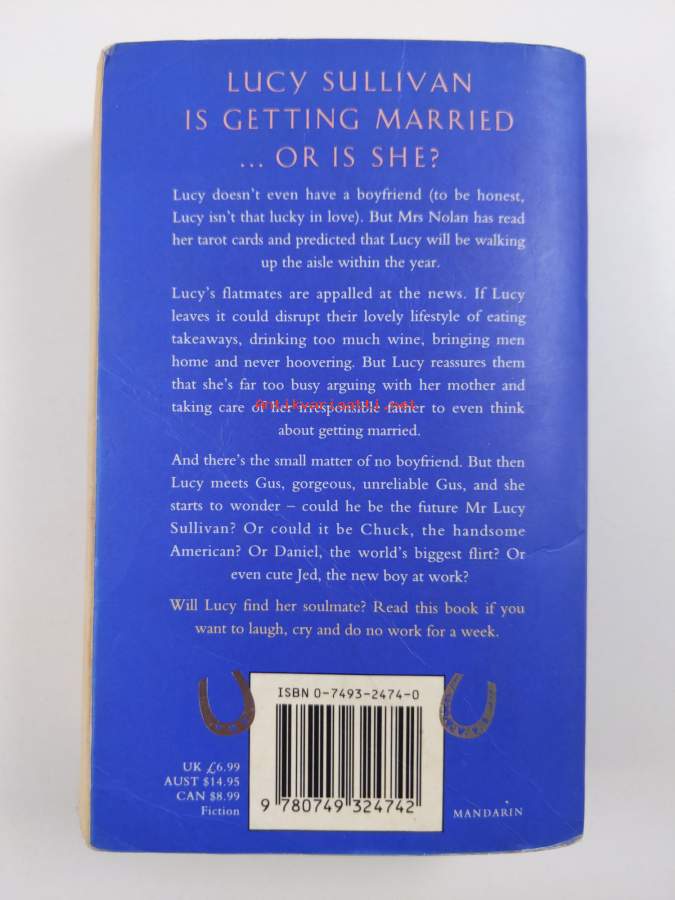 LUCY SULLIVAN
IS GETTING MARRIED
... OR IS SHE?
Lucy doesn't even have a boyfriend (to be honest,
Lucy isn't that lucky in love). But Mrs Nolan has read
her tarot cards and predicted that Lucy will be walking
up the aisle within the year.
Lucy's flatmates are appalled at the news. If Lucy
leaves it could disrupt their lovely lifestyle of eating
takeaways, drinking too much wine, bringing men
home and never hoovering. But Lucy reassures them
that she's far too busy arguing with her mother and
taking care of her irresponsible father to even think
Antikvariaatti.net
about getting married.
And there's the small matter of no boyfriend. But then
Lucy meets Gus, gorgeous, unreliable Gus, and she
starts to wonder – could he be the future Mr Lucy
Sullivan? Or could it be Chuck, the handsome
American? Or Daniel, the world's biggest flirt? Or
even cute Jed, the new boy at work?
Will Lucy find her soulmate? Read this book if you
want to laugh, cry and do no work for a week.
ISBN 0-7493-2474-0
UK £6.99
AUST $14.95
CAN $8.99
Fiction
9 780749 324742
MANDARIN